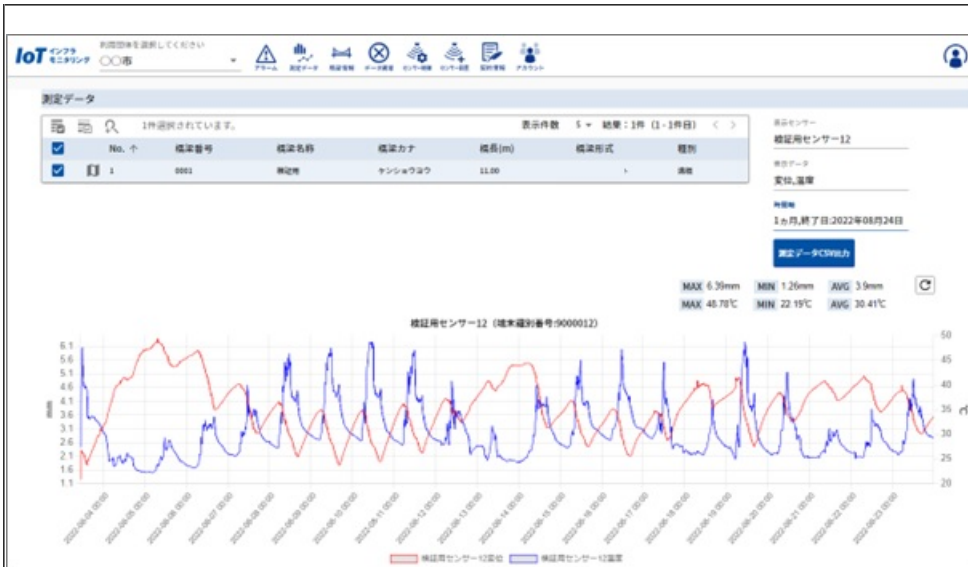 IoT インフラモニタリング
利用団体を選択してください
〇〇市
アラーム 測定データ 橋梁情報 データ閾値 センサー設置 契約情報 アカウント
測定データ
1件選択されています。
表示件数 5 結果:1件 (1-1件目)
No. ↑ 橋梁番号 橋梁名称 橋梁カナ 橋長(m) 橋梁形式 種別
1 0001 検証用 ケンショウヨウ 11.00 道橋
表示センサー
検証用センサー12
表示データ
変位,温度
時間軸
1ヵ月,終了日:2022年08月24日
測定データCSV出力
MAX 6.39mm MIN 1.26mm AVG 3.9mm
MAX 48.78℃ MIN 22.19℃ AVG 30.41℃
検証用センサー12(端末識別番号:9000012)
6.1
5.6
5.1
4.6
4.1
3.6
3.1
2.6
2.1
1.6
1.1
mm
50
45
40
35
30
25
20
℃
2022-08-04 00:00
2022-08-05 00:00
2022-08-06 00:00
2022-08-07 00:00
2022-08-08 00:00
2022-08-09 00:00
2022-08-10 00:00
2022-08-11 00:00
2022-08-12 00:00
2022-08-13 00:00
2022-08-14 00:00
2022-08-15 00:00
2022-08-16 00:00
2022-08-17 00:00
2022-08-18 00:00
2022-08-19 00:00
2022-08-20 00:00
2022-08-21 00:00
2022-08-22 00:00
2022-08-23 00:00
検証用センサー12変位 検証用センサー12温度